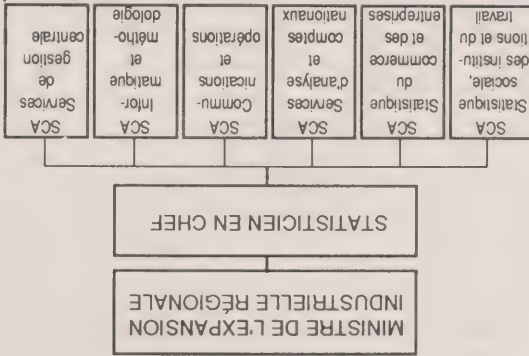 MINISTRE DE L'EXPANSION
INDUSTRIELLE RÉGIONALE
STATISTICIEN EN CHEF
SCA
Statistique
sociale,
des institu-
tions et du
travail
SCA
Statistique
du
commerce
et des
entreprises
SCA
Services
d'analyse
et
comptes
nationaux
SCA
Commu-
nications
et
opérations
SCA
Infor-
matique
et
métho-
dologie
SCA
Services
de
gestion
centrale